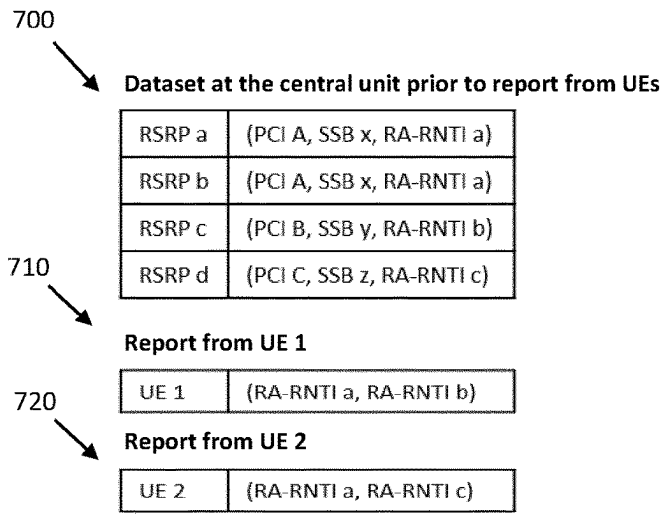 700
Dataset at the central unit prior to report from UEs
RSRP a (PCI A, SSB x, RA-RNTI a)
RSRP b (PCI A, SSB x, RA-RNTI a)
RSRP c (PCI B, SSB y, RA-RNTI b)
RSRP d (PCI C, SSB z, RA-RNTI c)
710
Report from UE 1
UE 1 (RA-RNTI a, RA-RNTI b)
720
Report from UE 2
UE 2 (RA-RNTI a, RA-RNTI c)